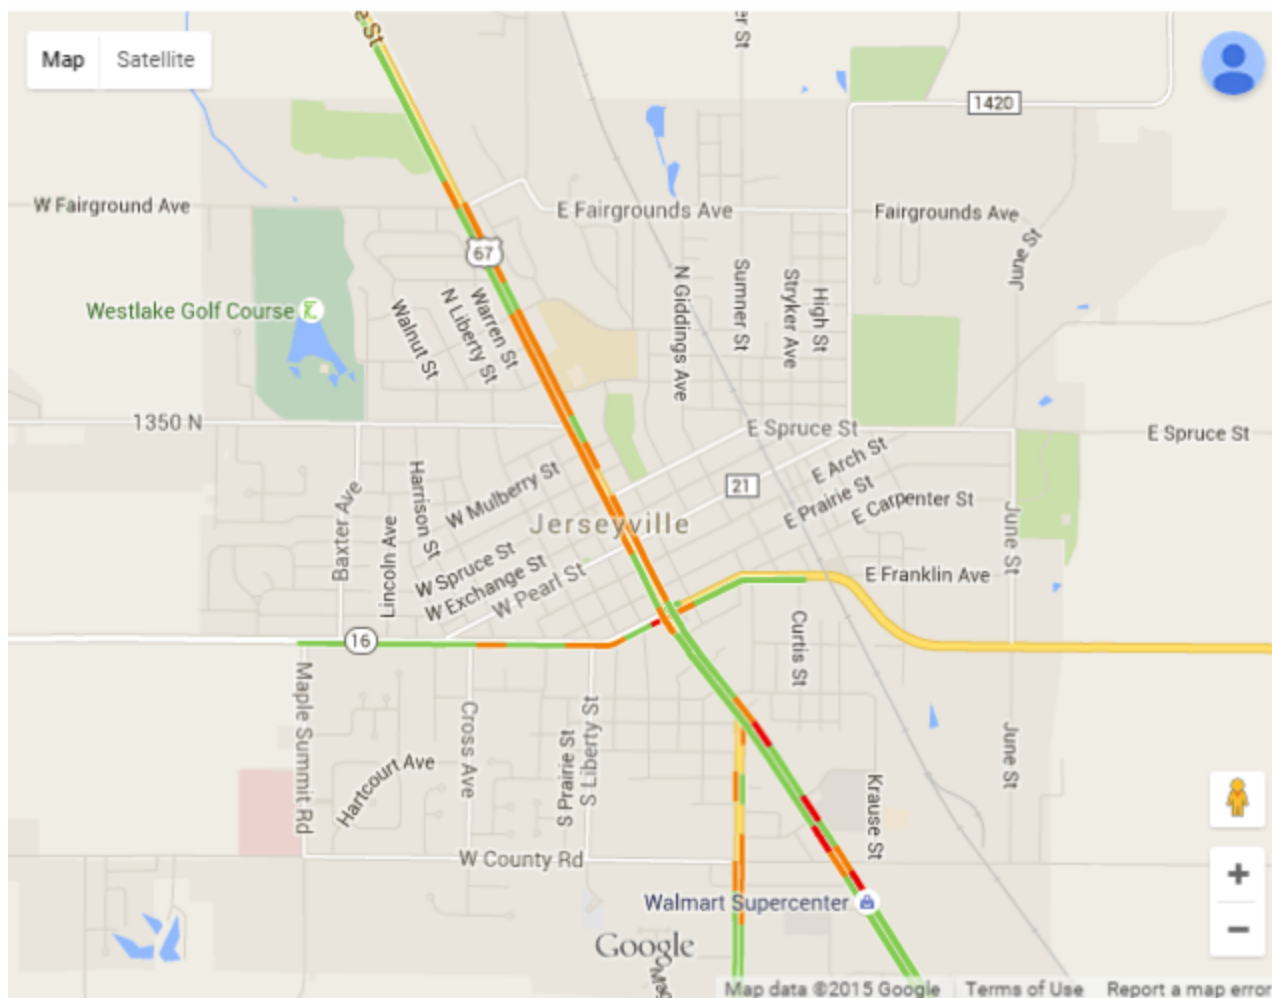 e St
er St
Map
Satellite
1420
W Fairground Ave
E Fairgrounds Ave
Fairgrounds Ave
June St
67
Westlake Golf Course
Walnut St
N Liberty St
Warren St
N Giddings Ave
Sumner St
Stryker Ave
High St
1350 N
E Spruce St
E Spruce St
E Arch St
21
E Prairie St
E Carpenter St
W Mulberry St
Harrison St
Baxter Ave
Lincoln Ave
Jerseyville
June St
W Spruce St
W Exchange St
W Pearl St
E Franklin Ave
16
Curtis St
Maple Summit Rd
Cross Ave
S Prairie St
S Liberty St
June St
Hartcourt Ave
Krause St
W County Rd
Walmart Supercenter
Google
Map data ©2015 Google
Terms of Use
Report a map error